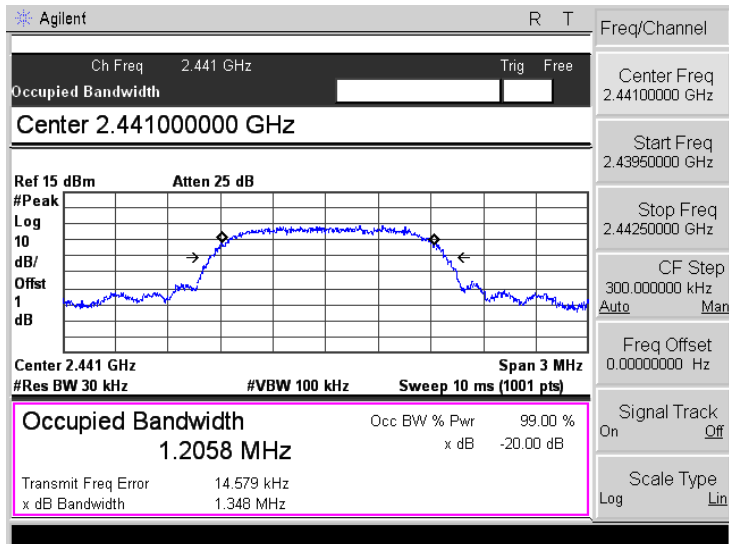 Agilent R T
Freq/Channel
Ch Freq 2.441 GHz Trig Free
Occupied Bandwidth
Center 2.441000000 GHz
Ref 15 dBm Atten 25 dB
#Peak
Log
10
dB/
Offst
1
dB
Center 2.441 GHz Span 3 MHz
#Res BW 30 kHz #VBW 100 kHz Sweep 10 ms (1001 pts)
Occupied Bandwidth
1.2058 MHz
Occ BW % Pwr 99.00 %
x dB -20.00 dB
Transmit Freq Error 14.579 kHz
x dB Bandwidth 1.348 MHz
Center Freq
2.44100000 GHz
Start Freq
2.43950000 GHz
Stop Freq
2.44250000 GHz
CF Step
300.000000 kHz
Auto Man
Freq Offset
0.00000000 Hz
Signal Track
On Off
Scale Type
Log Lin